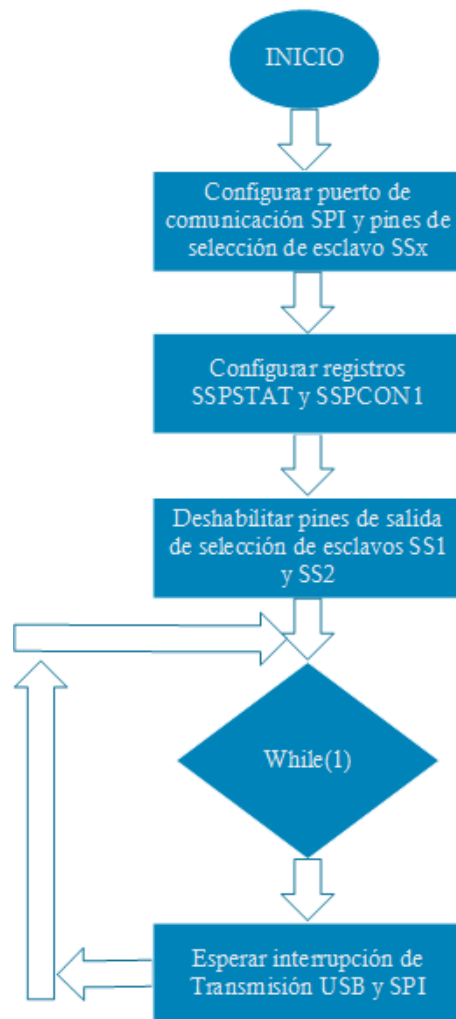 INICIO
Configurar puerto de
comunicación SPI y pines de
selección de esclavo SSx
Configurar registros
SSPSTAT y SSPCON1
Deshabilitar pines de salida
de selección de esclavos SS1
y SS2
While(1)
Esperar interrupción de
Transmisión USB y SPI